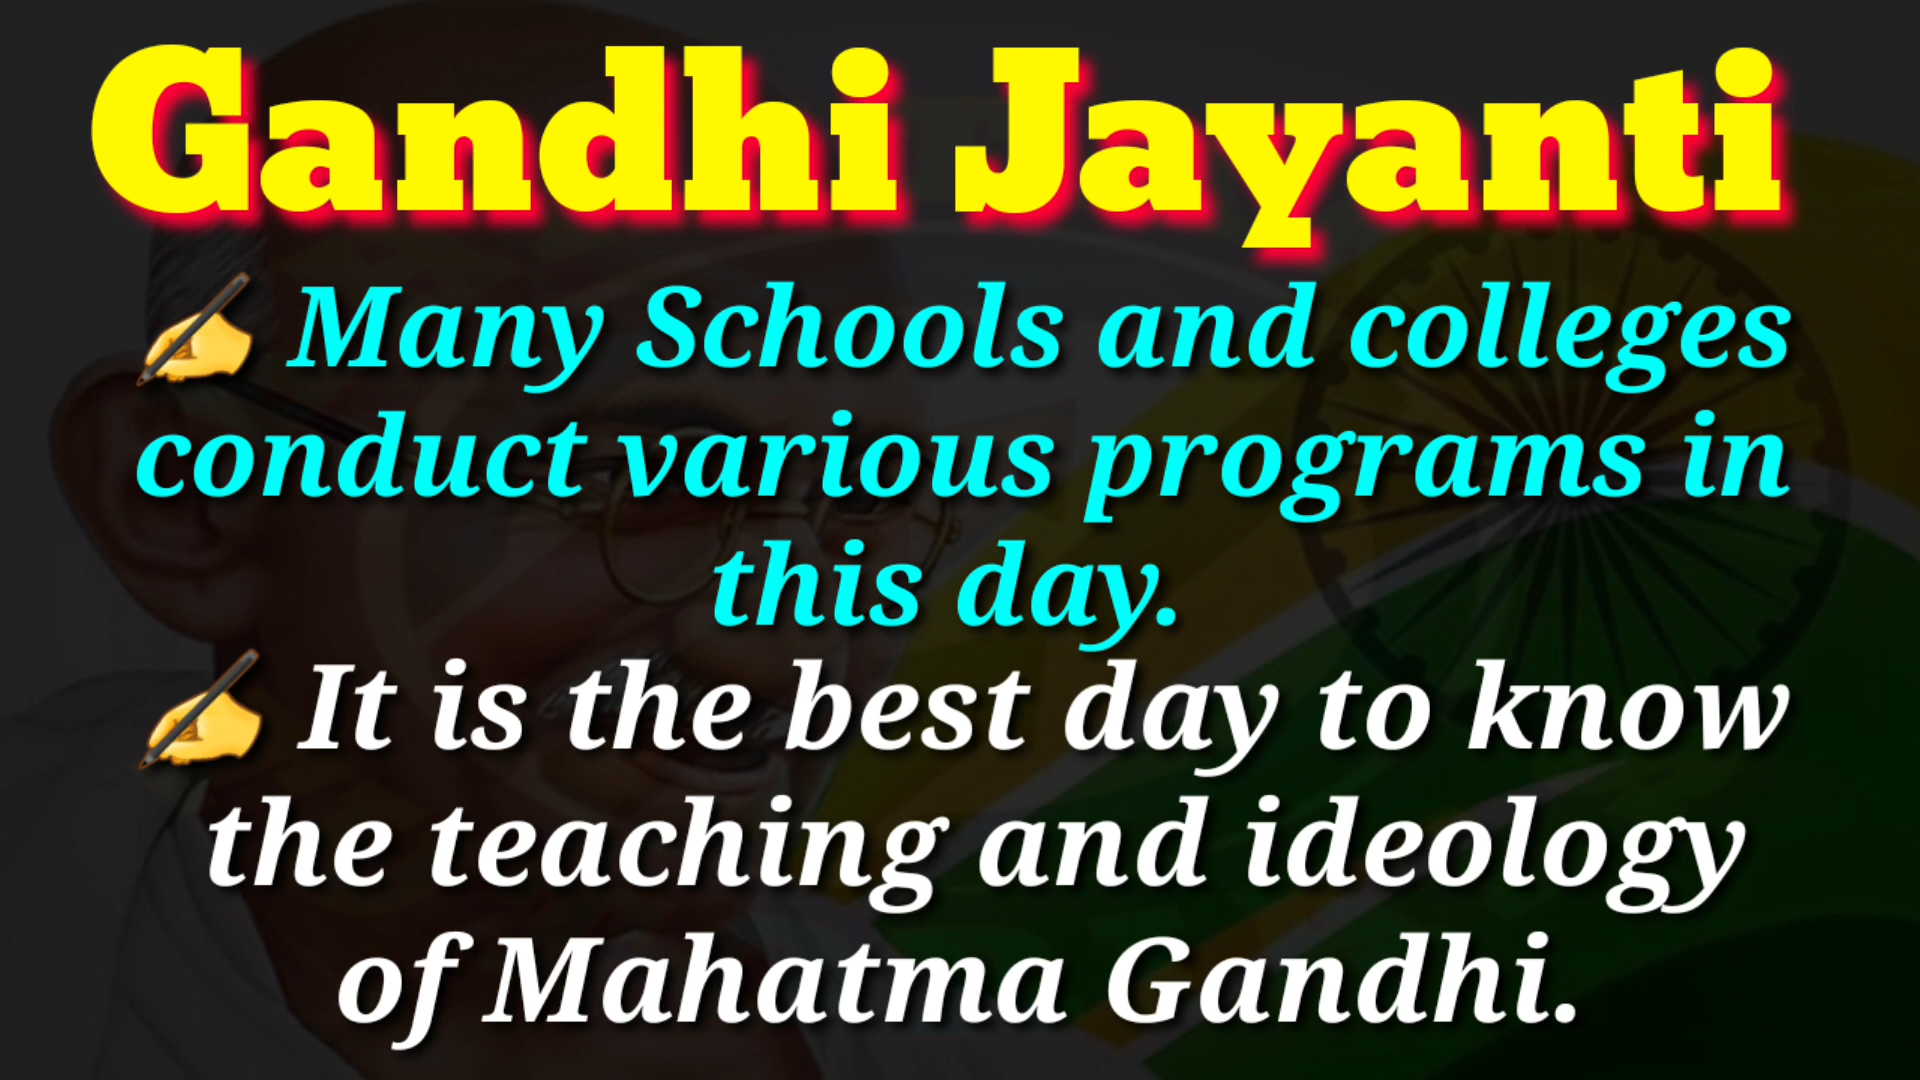 Gandhi Jayanti
✍ Many Schools and colleges
conduct various programs in
this day.
✍ It is the best day to know
the teaching and ideology
of Mahatma Gandhi.